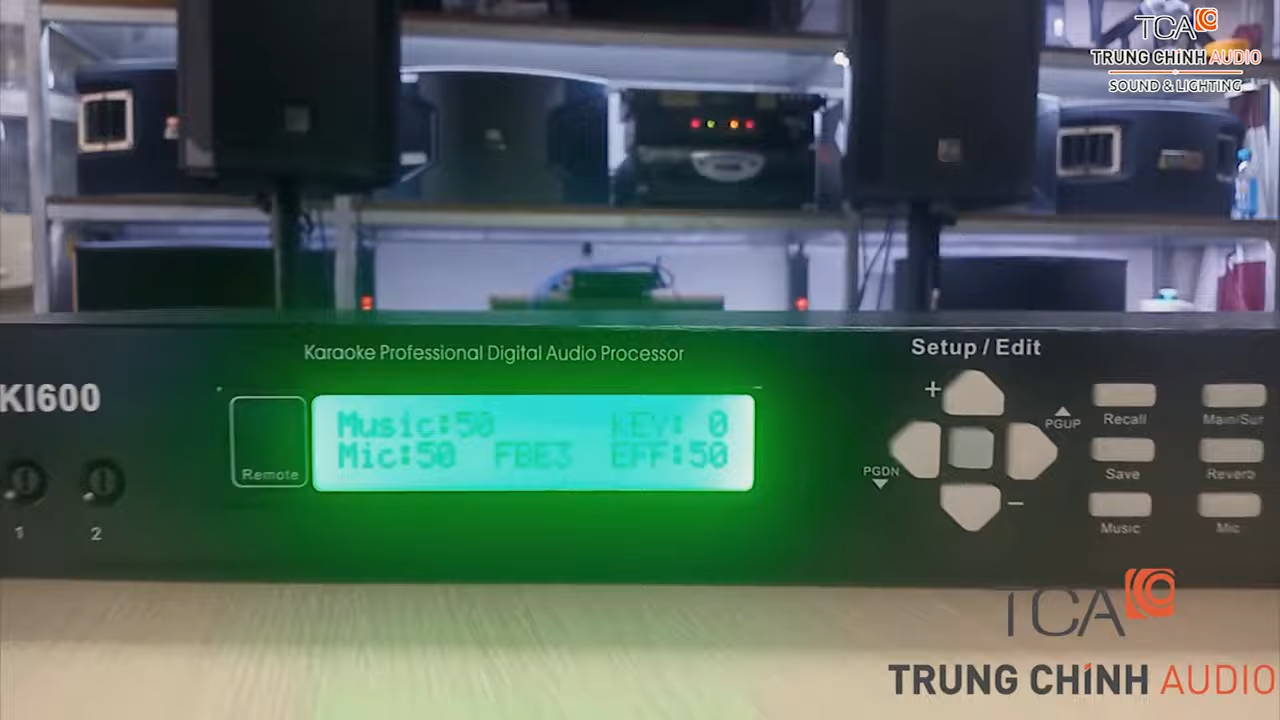 TCA
TRUNG CHÍNH AUDIO
SOUND & LIGHTING
Karaoke Professional Digital Audio Processor
Setup / Edit
KI600
+
PGUP
Recall
Main/Sur
Music:50 KEY: 0
Mic:50 FBE3 EFF:50
Remote
PGDN
Save
Reverb
−
Music
Mic
1
2
TCA
TRUNG CHÍNH AUDIO